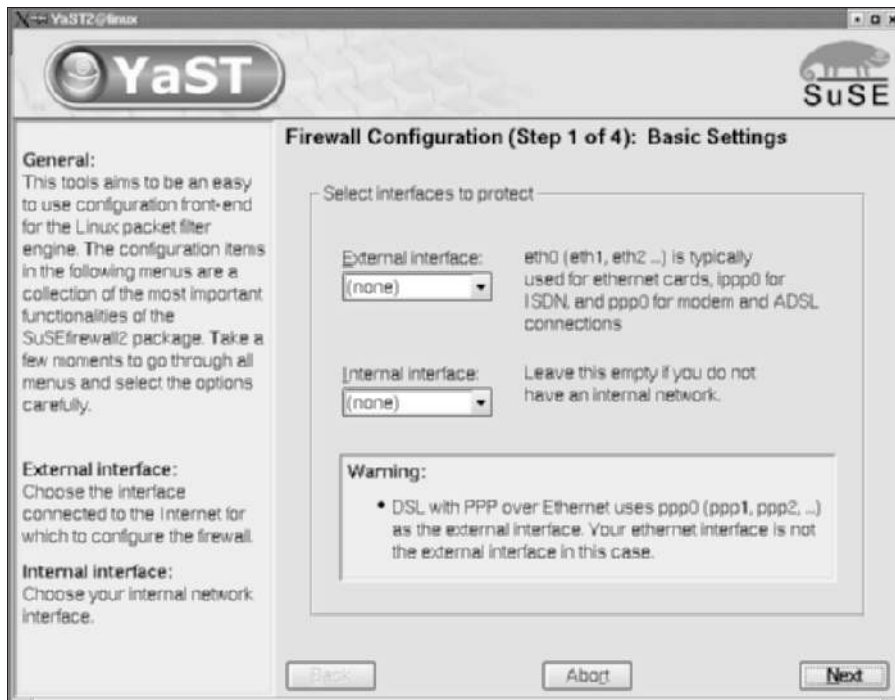 YaST2@linux
YaST
SuSE
General:
This tools aims to be an easy
to use configuration front-end
for the Linux packet filter
engine. The configuration items
in the following menus are a
collection of the most important
functionalities of the
SuSEfirewall2 package. Take a
few moments to go through all
menus and select the options
carefully.
External interface:
Choose the interface
connected to the Internet for
which to configure the firewall.
Internal interface:
Choose your internal network
interface.
Firewall Configuration (Step 1 of 4): Basic Settings
Select interfaces to protect
External interface:
(none)
eth0 (eth1, eth2 ...) is typically
used for ethernet cards, ippp0 for
ISDN, and ppp0 for modem and ADSL
connections
Internal interface:
(none)
Leave this empty if you do not
have an internal network.
Warning:
• DSL with PPP over Ethernet uses ppp0 (ppp1, ppp2, ...)
as the external interface. Your ethernet interface is not
the external interface in this case.
Back
Abort
Next